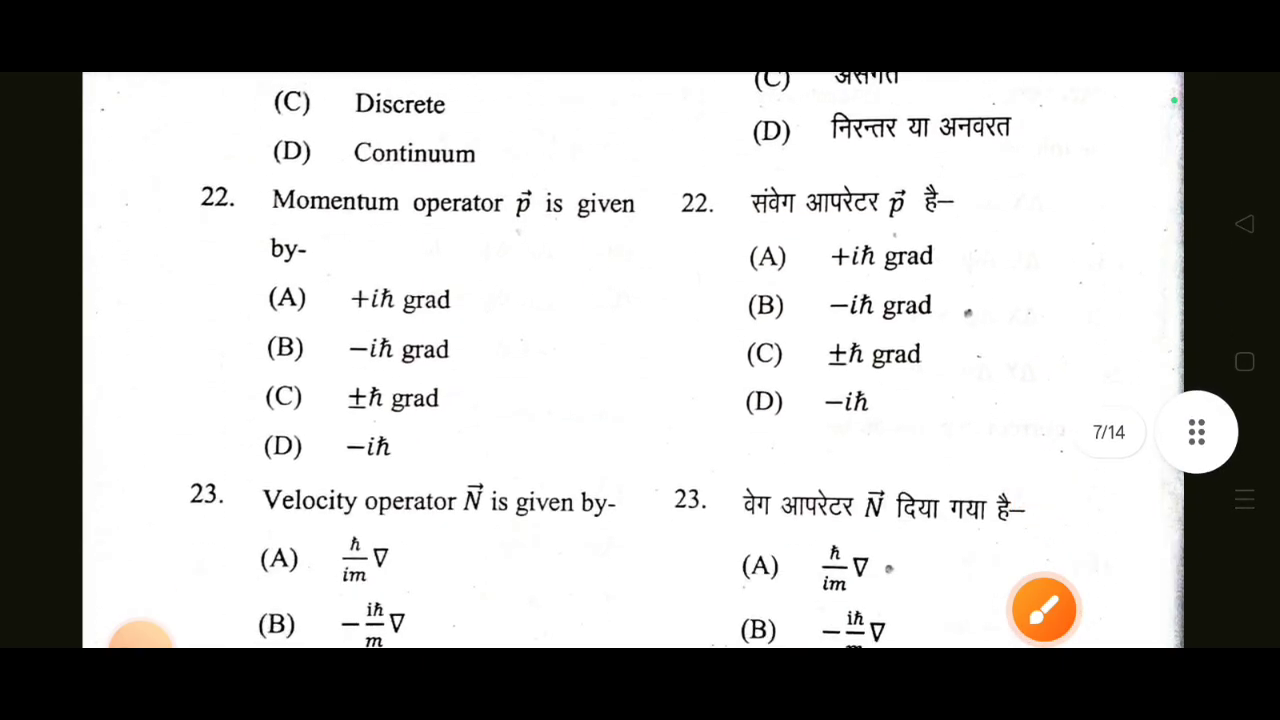 (C) Discrete
(D) Continuum
22. Momentum operator p⃗ is given
by-
(A) +iħ grad
(B) −iħ grad
(C) ±ħ grad
(D) −iħ
23. Velocity operator N⃗ is given by-
(A) ħ/im ∇
(B) −iħ/m ∇
(C) असंगत
(D) निरन्तर या अनवरत
22. संवेग आपरेटर p⃗ है–
(A) +iħ grad
(B) −iħ grad
(C) ±ħ grad
(D) −iħ
23. वेग आपरेटर N⃗ दिया गया है–
(A) ħ/im ∇
(B) −iħ/m ∇
7/14